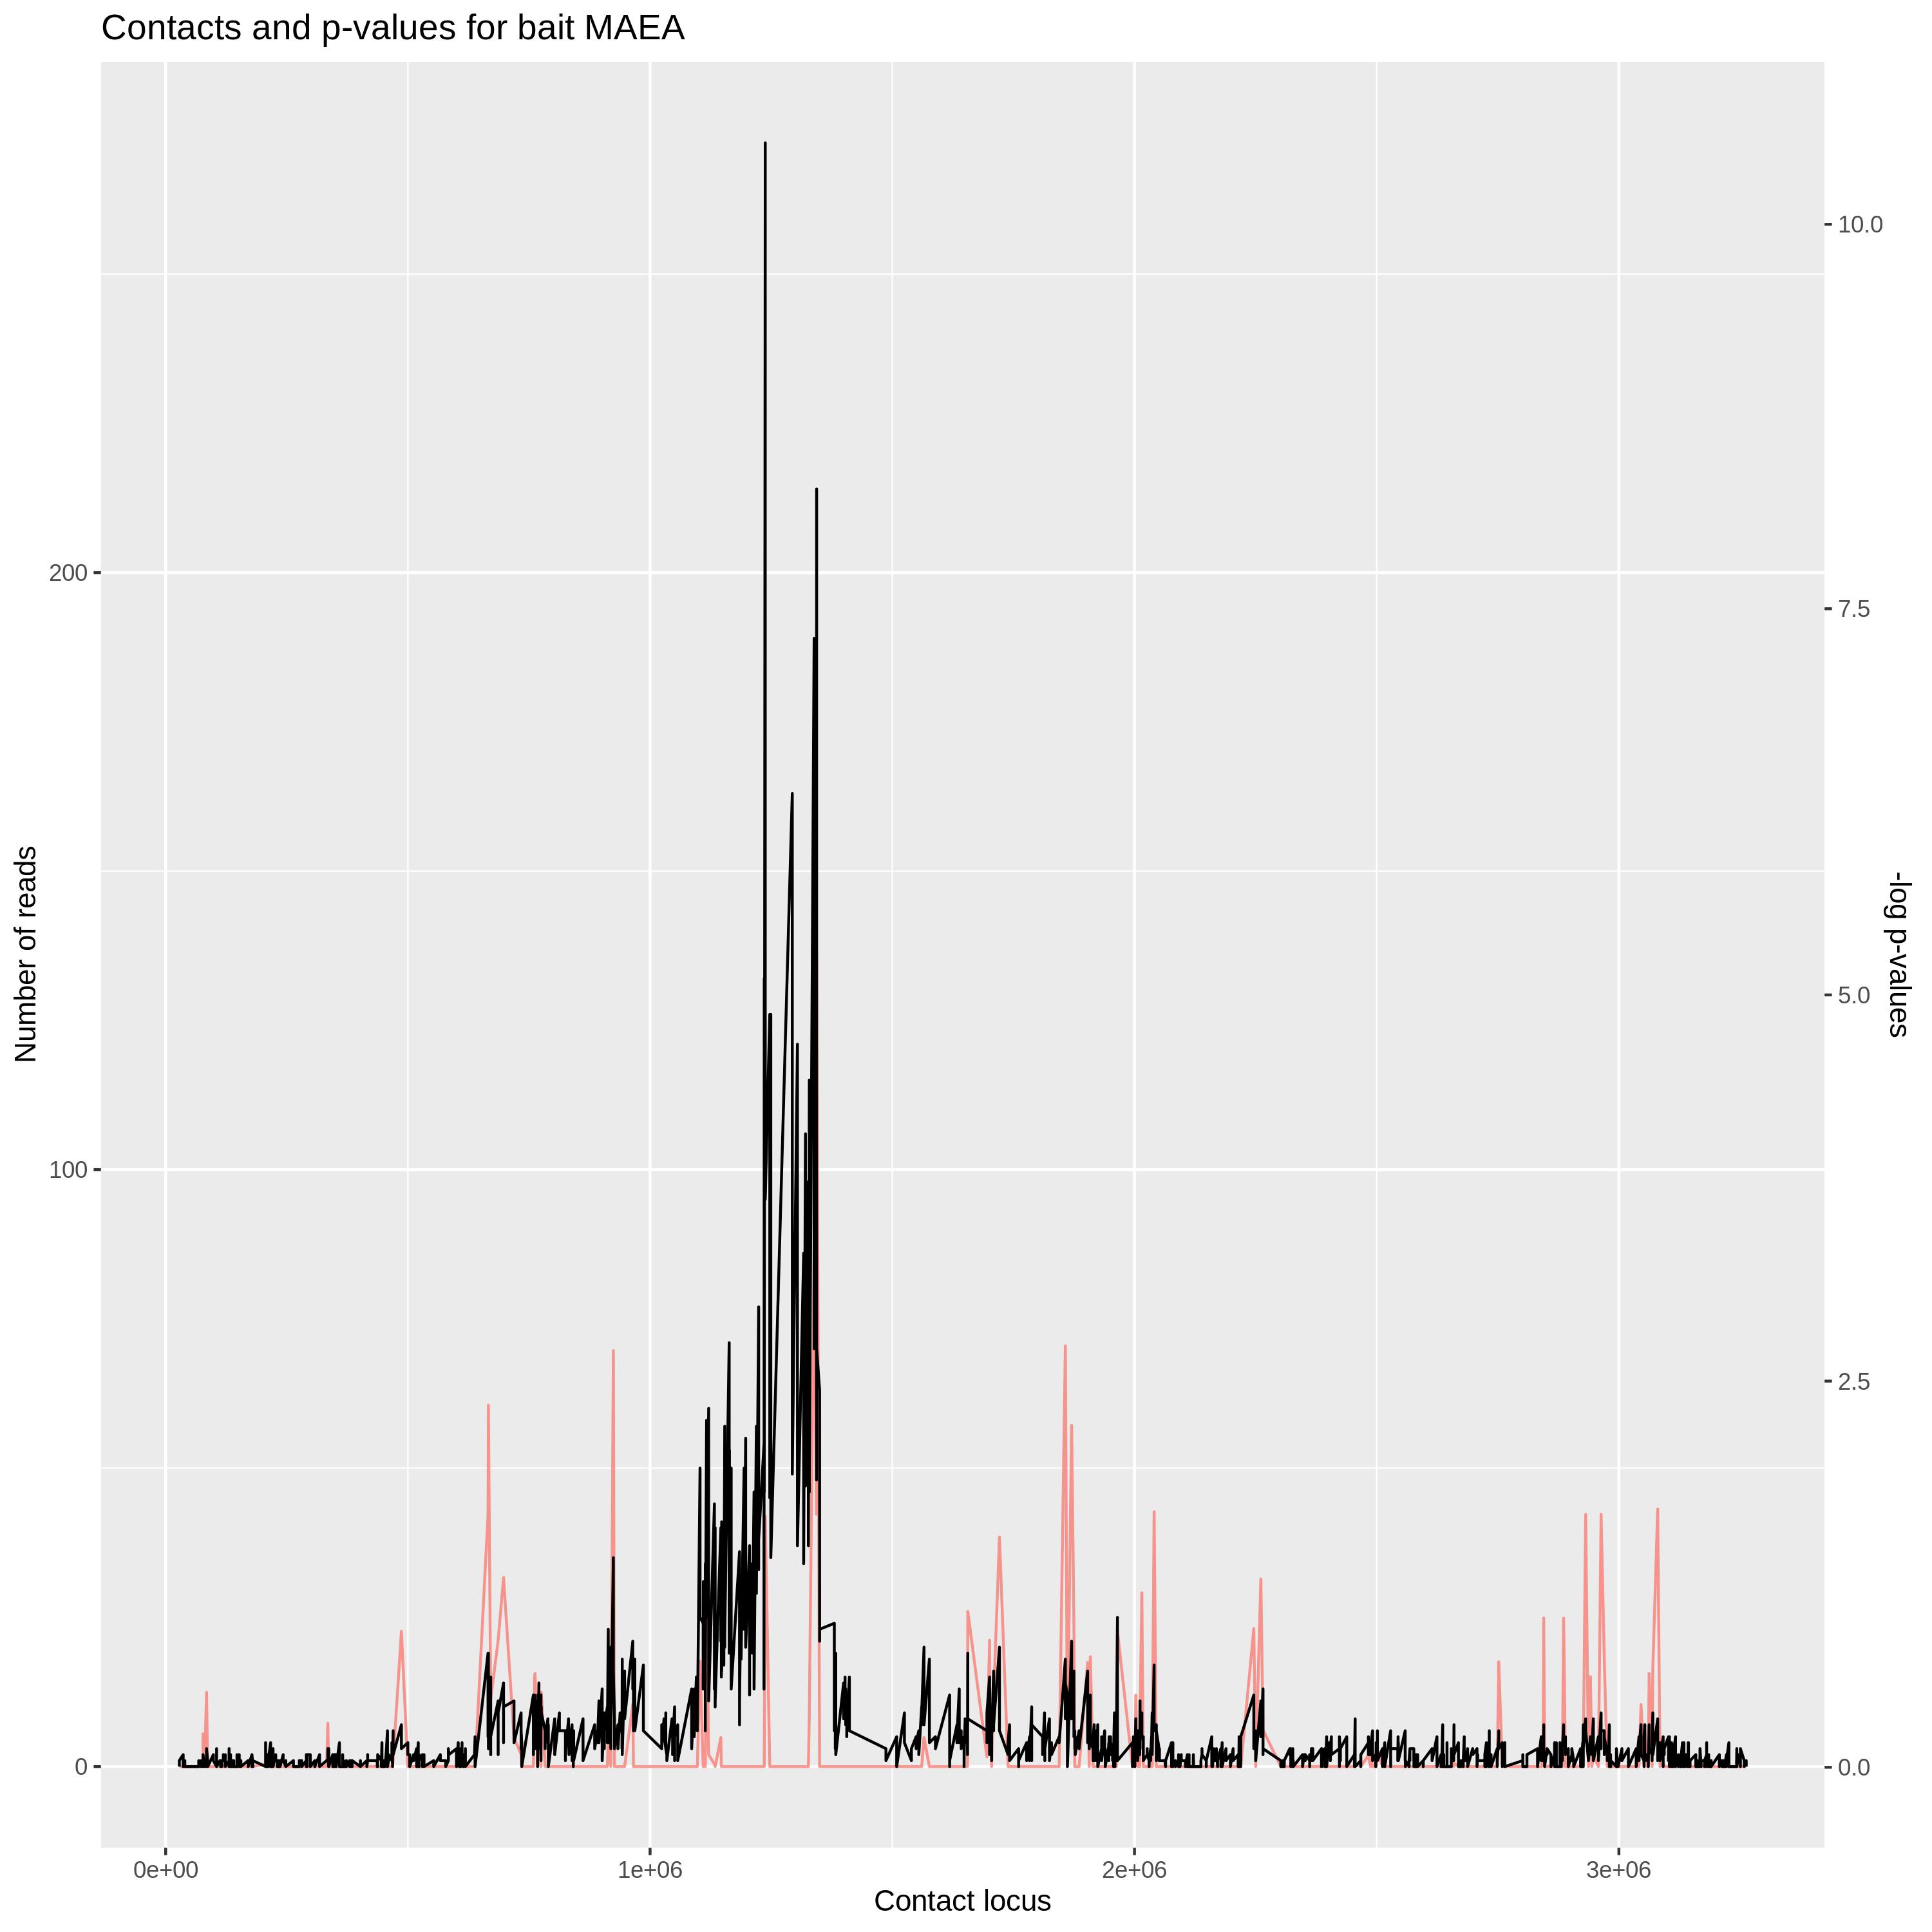 Contacts and p-values for bait MAEA
Number of reads
200
100
0
10.0
7.5
5.0
2.5
0.0
-log p-values
0e+00
1e+06
2e+06
3e+06
Contact locus